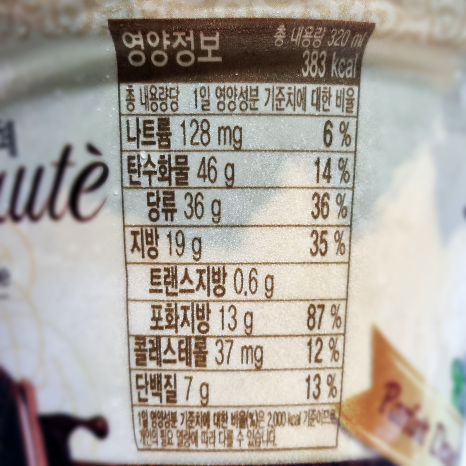 영양정보 총 내용량 320 ml
383 kcal
총 내용량당 1일 영양성분 기준치에 대한 비율
나트륨 128 mg 6 %
탄수화물 46 g 14 %
당류 36 g 36 %
지방 19 g 35 %
트랜스지방 0.6 g
포화지방 13 g 87 %
콜레스테롤 37 mg 12 %
단백질 7 g 13 %
1일 영양성분 기준치에 대한 비율(%)은 2,000 kcal 기준이므로
개인의 필요 열량에 따라 다를 수 있습니다.
autè
Perfet